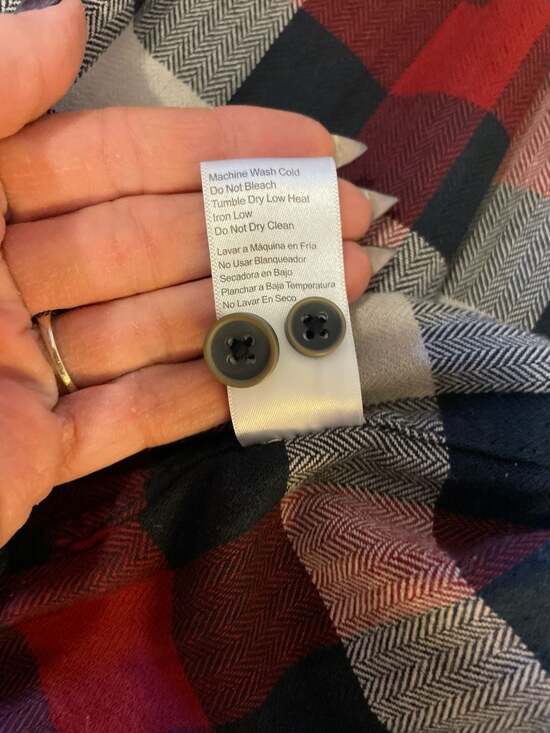 Machine Wash Cold
Do Not Bleach
Tumble Dry Low Heat
Iron Low
Do Not Dry Clean
Lavar a Máquina en Fria
No Usar Blanqueador
Secadora en Bajo
Planchar a Baja Temperatura
No Lavar En Seco